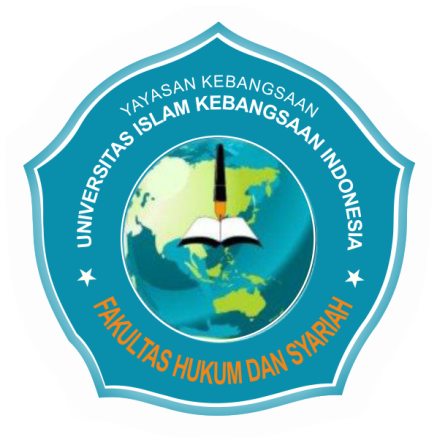 YAYASAN KEBANGSAAN
UNIVERSITAS ISLAM KEBANGSAAN INDONESIA
FAKULTAS HUKUM DAN SYARIAH